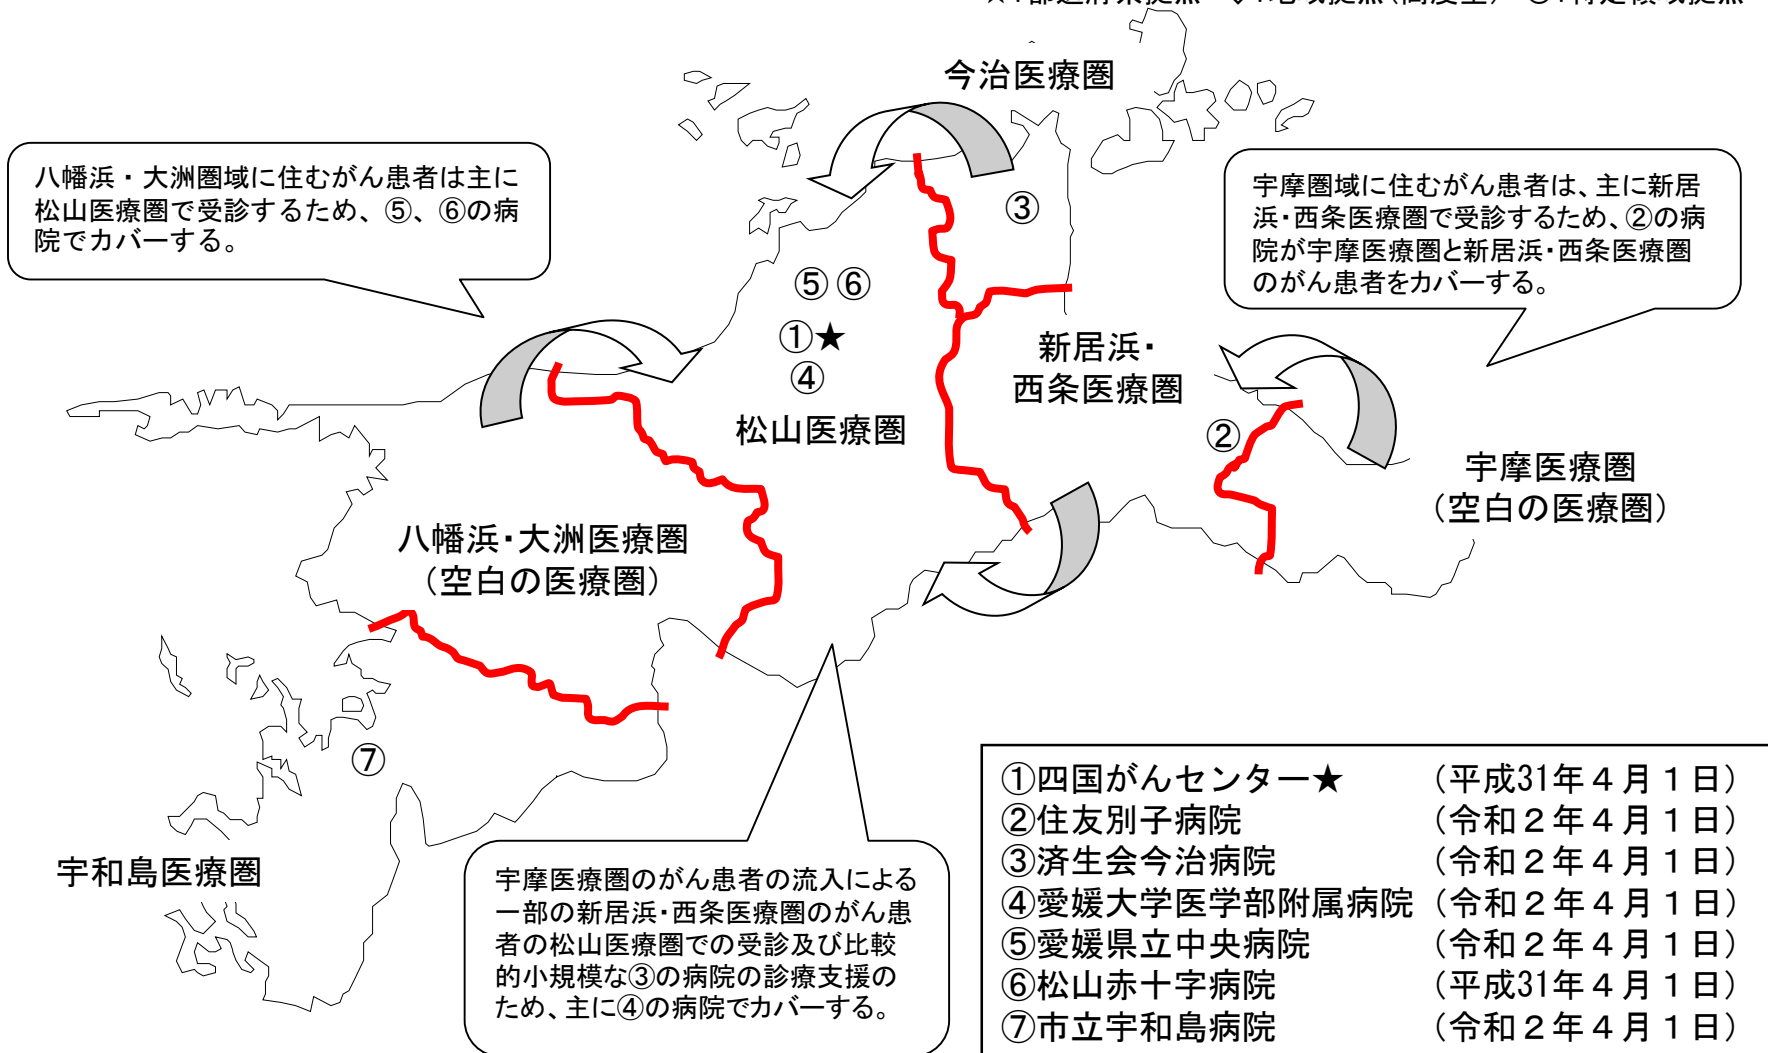 今治医療圏
八幡浜・大洲圏域に住むがん患者は主に
松山医療圏で受診するため、⑤、⑥の病
院でカバーする。
宇摩圏域に住むがん患者は、主に新居
浜・西条医療圏で受診するため、②の病
院が宇摩医療圏と新居浜・西条医療圏
のがん患者をカバーする。
③
⑤⑥
①★
④
松山医療圏
新居浜・
西条医療圏
②
宇摩医療圏
（空白の医療圏）
八幡浜・大洲医療圏
（空白の医療圏）
⑦
宇和島医療圏
宇摩医療圏のがん患者の流入による
一部の新居浜・西条医療圏のがん患
者の松山医療圏での受診及び比較
的小規模な③の病院の診療支援の
ため、主に④の病院でカバーする。
①四国がんセンター★　（平成31年４月１日）
②住友別子病院　（令和２年４月１日）
③済生会今治病院　（令和２年４月１日）
④愛媛大学医学部附属病院（令和２年４月１日）
⑤愛媛県立中央病院　（令和２年４月１日）
⑥松山赤十字病院　（平成31年４月１日）
⑦市立宇和島病院　（令和２年４月１日）